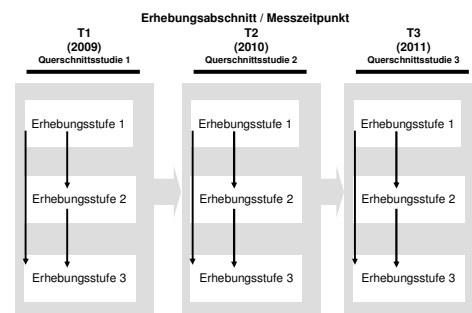 Erhebungsabschnitt / Messzeitpunkt
T1
(2009)
Querschnittsstudie 1
T2
(2010)
Querschnittsstudie 2
T3
(2011)
Querschnittsstudie 3
Erhebungsstufe 1
Erhebungsstufe 2
Erhebungsstufe 3
Erhebungsstufe 1
Erhebungsstufe 2
Erhebungsstufe 3
Erhebungsstufe 1
Erhebungsstufe 2
Erhebungsstufe 3